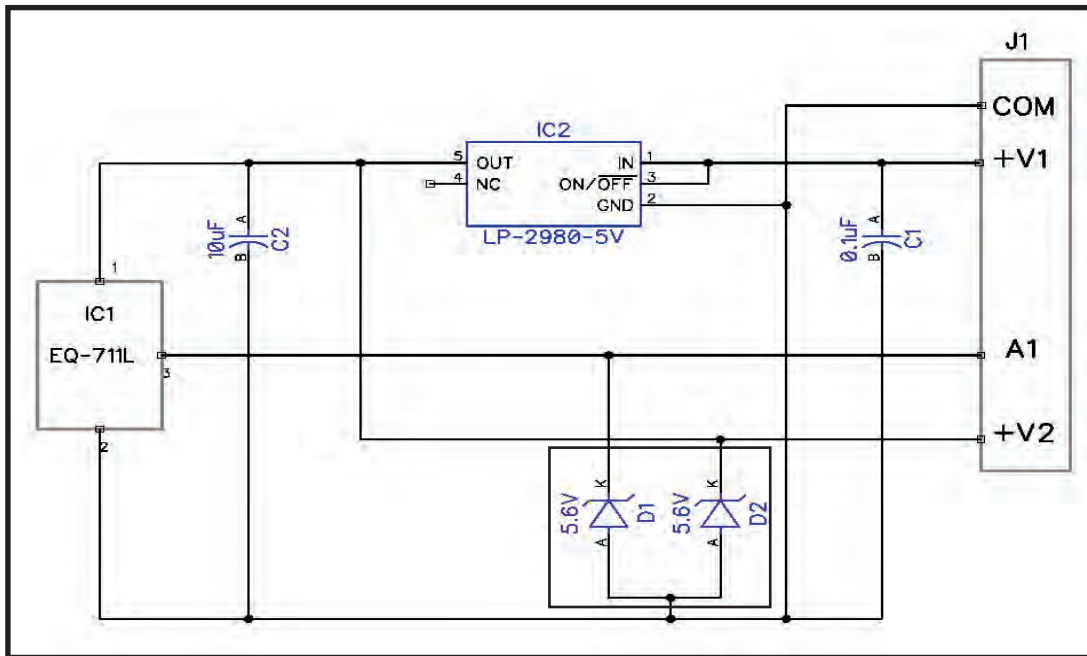 J1
COM
+V1
A1
+V2
IC2
5
OUT
IN
1
4
NC
ON/OFF
3
GND
2
LP-2980-5V
10uF
A
B
C2
0.1uF
A
B
C1
1
IC1
EQ-711L
3
2
5.6V
K
A
D1
5.6V
K
A
D2